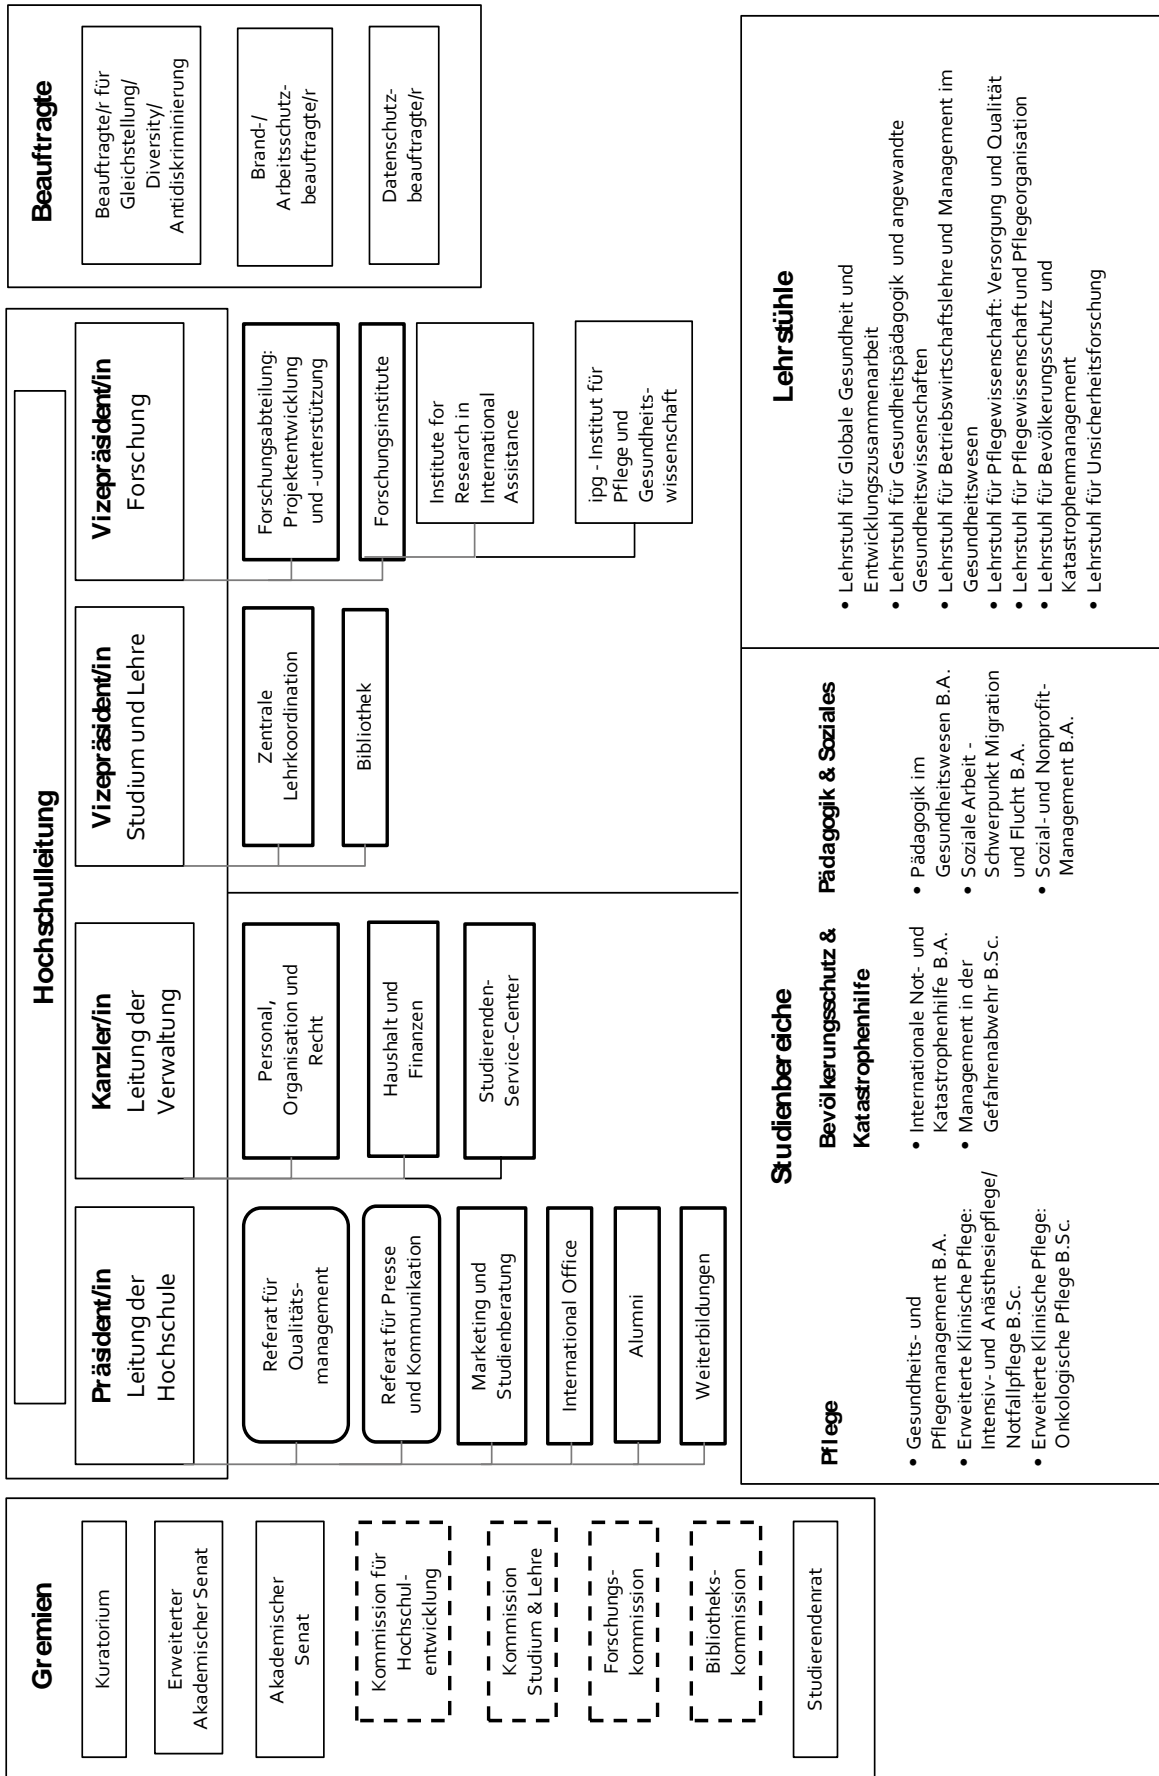 Gremien
Kuratorium
Erweiterter
Akademischer Senat
Akademischer
Senat
Kommission für
Hochschul-
entwicklung
Kommission
Studium & Lehre
Forschungs-
kommission
Bibliotheks-
kommission
Studierendenrat
Hochschulleitung
Präsident/in
Leitung der
Hochschule
Referat für
Qualitäts-
management
Referat für Presse
und Kommunikation
Marketing und
Studienberatung
International Office
Alumni
Weiterbildungen
Kanzler/in
Leitung der
Verwaltung
Personal,
Organisation und
Recht
Haushalt und
Finanzen
Studierenden-
Service-Center
Vizepräsident/in
Studium und Lehre
Zentrale
Lehrkoordination
Bibliothek
Vizepräsident/in
Forschung
Forschungsabteilung:
Projektentwicklung
und -unterstützung
Forschungsinstitute
Institute for
Research in
International
Assistance
ipg - Institut für
Pflege und
Gesundheits-
wissenschaft
Beauftragte
Beauftragte/r für
Gleichstellung/
Diversity/
Antidiskriminierung
Brand-/
Arbeitsschutz-
beauftragte/r
Datenschutz-
beauftragte/r
Studienbereiche
Pflege
• Gesundheits- und
Pflegemanagement B.A.
• Erweiterte Klinische Pflege:
Intensiv- und Anästhesiepflege/
Notfallpflege B.Sc.
• Erweiterte Klinische Pflege:
Onkologische Pflege B.Sc.
Bevölkerungsschutz &
Katastrophenhilfe
• Internationale Not- und
Katastrophenhilfe B.A.
• Management in der
Gefahrenabwehr B.Sc.
Pädagogik & Soziales
• Pädagogik im
Gesundheitswesen B.A.
• Soziale Arbeit -
Schwerpunkt Migration
und Flucht B.A.
• Sozial- und Nonprofit-
Management B.A.
Lehrstühle
• Lehrstuhl für Globale Gesundheit und
Entwicklungszusammenarbeit
• Lehrstuhl für Gesundheitspädagogik und angewandte
Gesundheitswissenschaften
• Lehrstuhl für Betriebswirtschaftslehre und Management im
Gesundheitswesen
• Lehrstuhl für Pflegewissenschaft: Versorgung und Qualität
• Lehrstuhl für Pflegewissenschaft und Pflegeorganisation
• Lehrstuhl für Bevölkerungsschutz und
Katastrophenmanagement
• Lehrstuhl für Unsicherheitsforschung